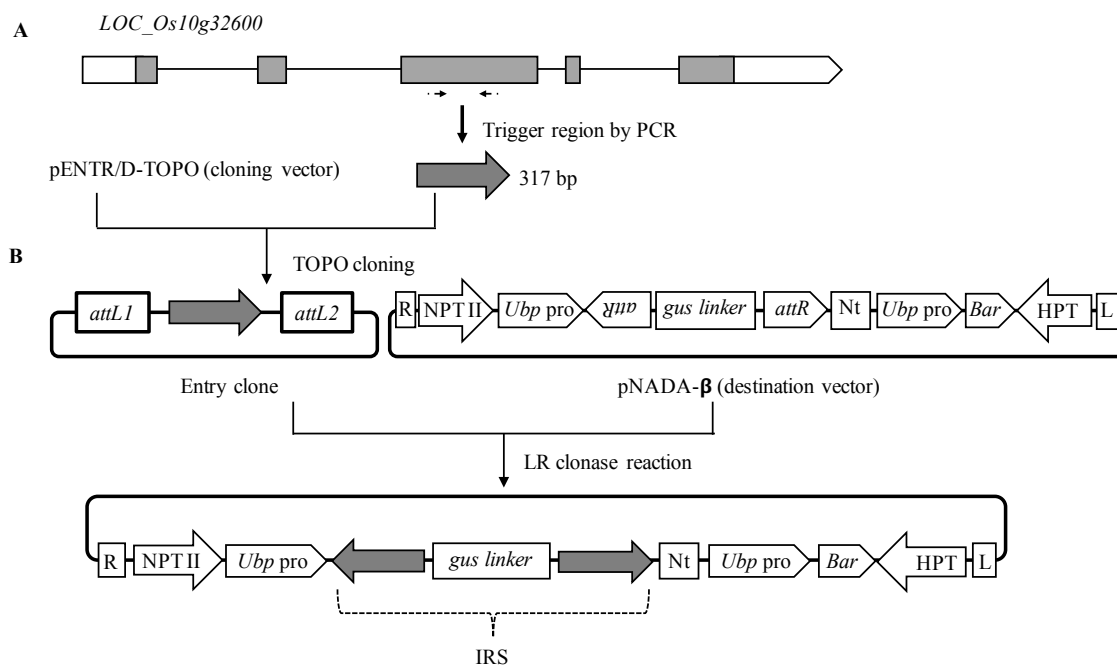 A
LOC_Os10g32600
Trigger region by PCR
pENTR/D-TOPO (cloning vector)
317 bp
B
TOPO cloning
attL1 attL2
R NPT II Ubp pro attR gus linker attR Nt Ubp pro Bar HPT L
Entry clone
pNADA-β (destination vector)
LR clonase reaction
R NPT II Ubp pro gus linker Nt Ubp pro Bar HPT L
IRS